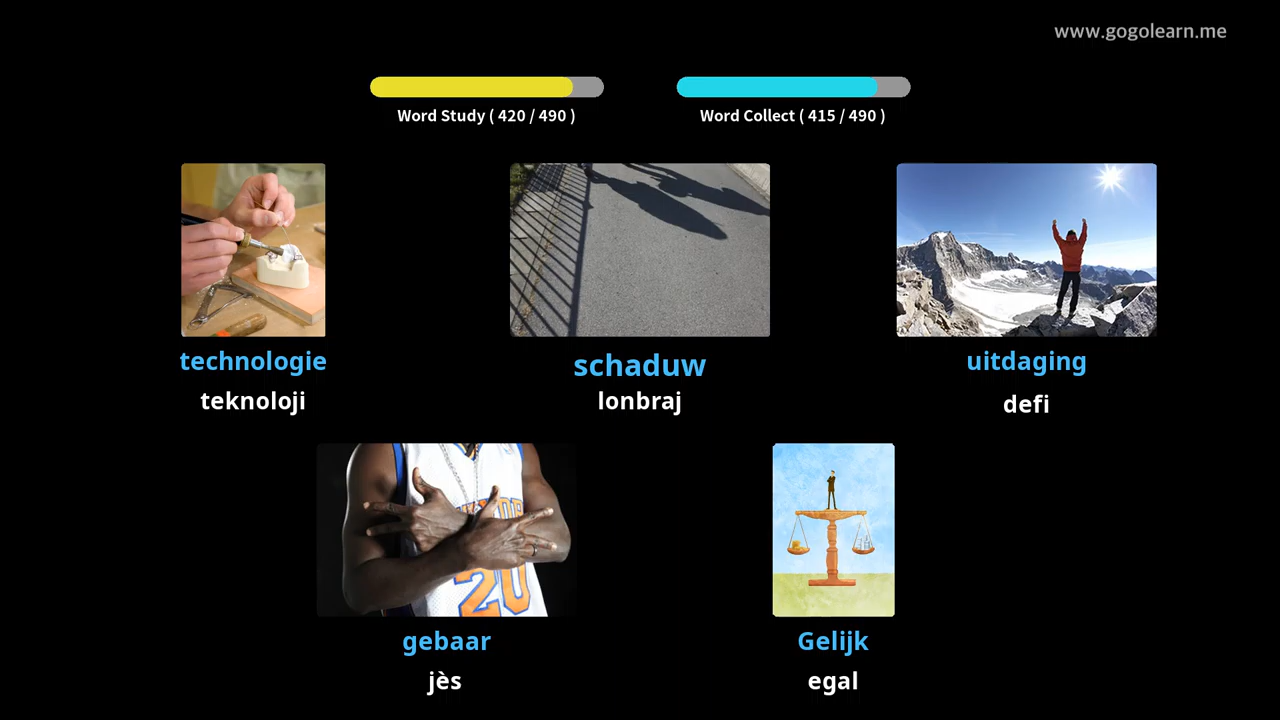 www.gogolearn.me
Word Study ( 420 / 490 )
Word Collect ( 415 / 490 )
technologie
teknoloji
schaduw
lonbraj
uitdaging
defi
20
gebaar
jès
Gelijk
egal